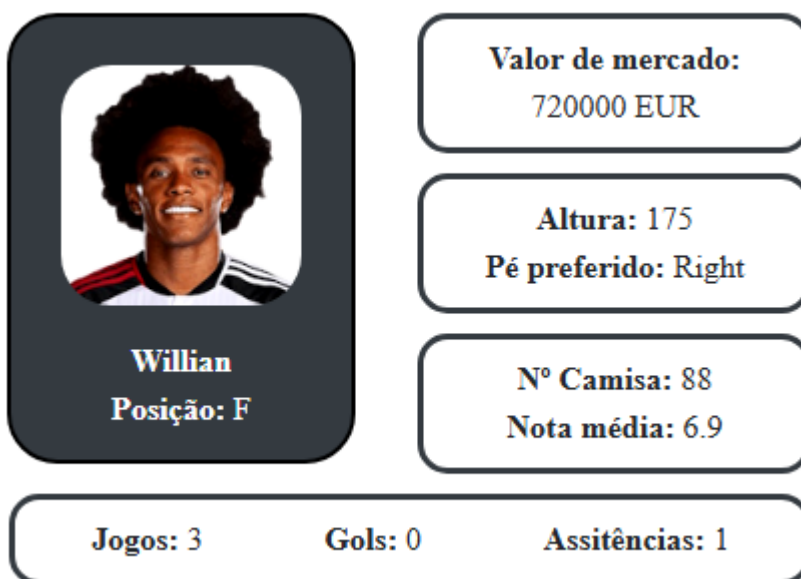 Willian
Posição: F
Valor de mercado:
720000 EUR
Altura: 175
Pé preferido: Right
Nº Camisa: 88
Nota média: 6.9
Jogos: 3 Gols: 0 Assitências: 1